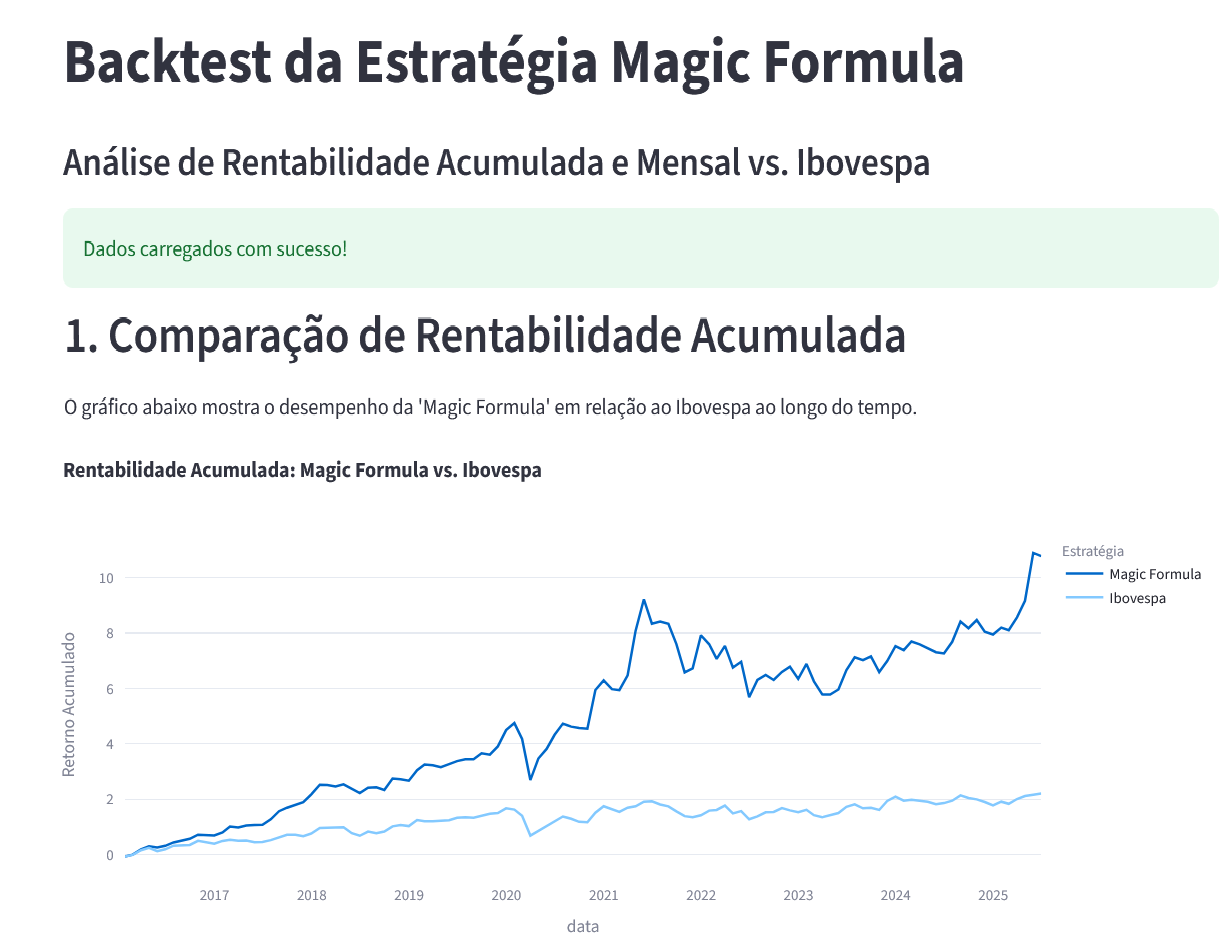 Backtest da Estratégia Magic Formula
Análise de Rentabilidade Acumulada e Mensal vs. Ibovespa
Dados carregados com sucesso!
1. Comparação de Rentabilidade Acumulada
O gráfico abaixo mostra o desempenho da 'Magic Formula' em relação ao Ibovespa ao longo do tempo.
Rentabilidade Acumulada: Magic Formula vs. Ibovespa
Estratégia
Magic Formula
Ibovespa
Retorno Acumulado
10
8
6
4
2
0
2017 2018 2019 2020 2021 2022 2023 2024 2025
data